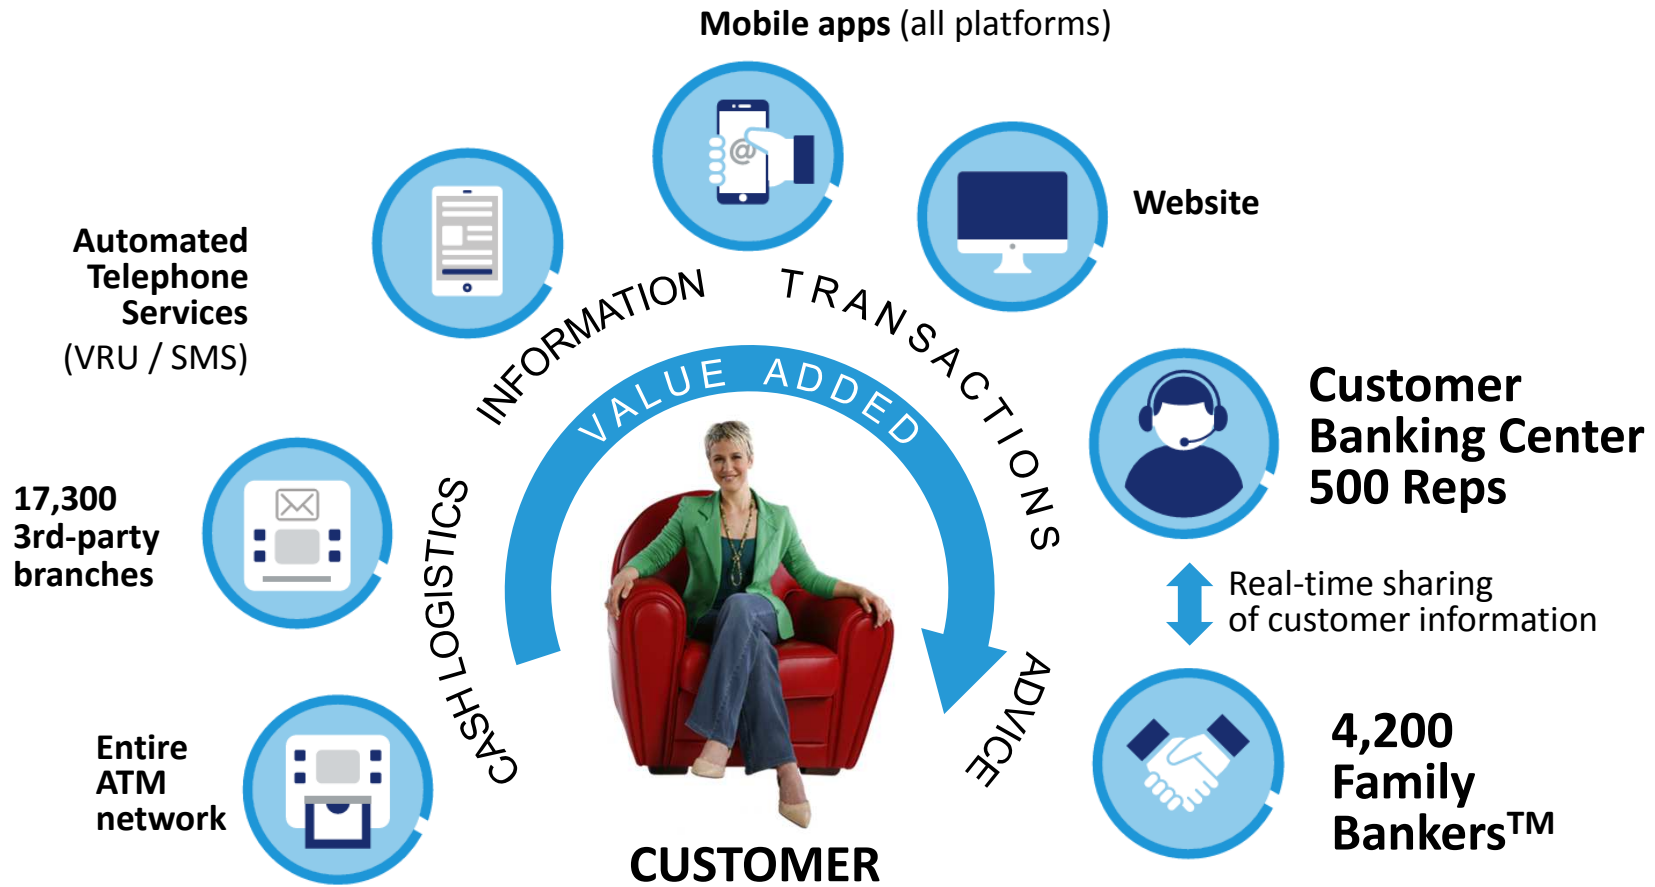 Mobile apps (all platforms)
Website
Automated
Telephone
Services
(VRU / SMS)
INFORMATION
TRANSACTIONS
VALUE ADDED
Customer
Banking Center
500 Reps
17,300
3rd-party
branches
CASH LOGISTICS
Real-time sharing
of customer information
ADVICE
Entire
ATM
network
4,200
Family
Bankers™
CUSTOMER
@